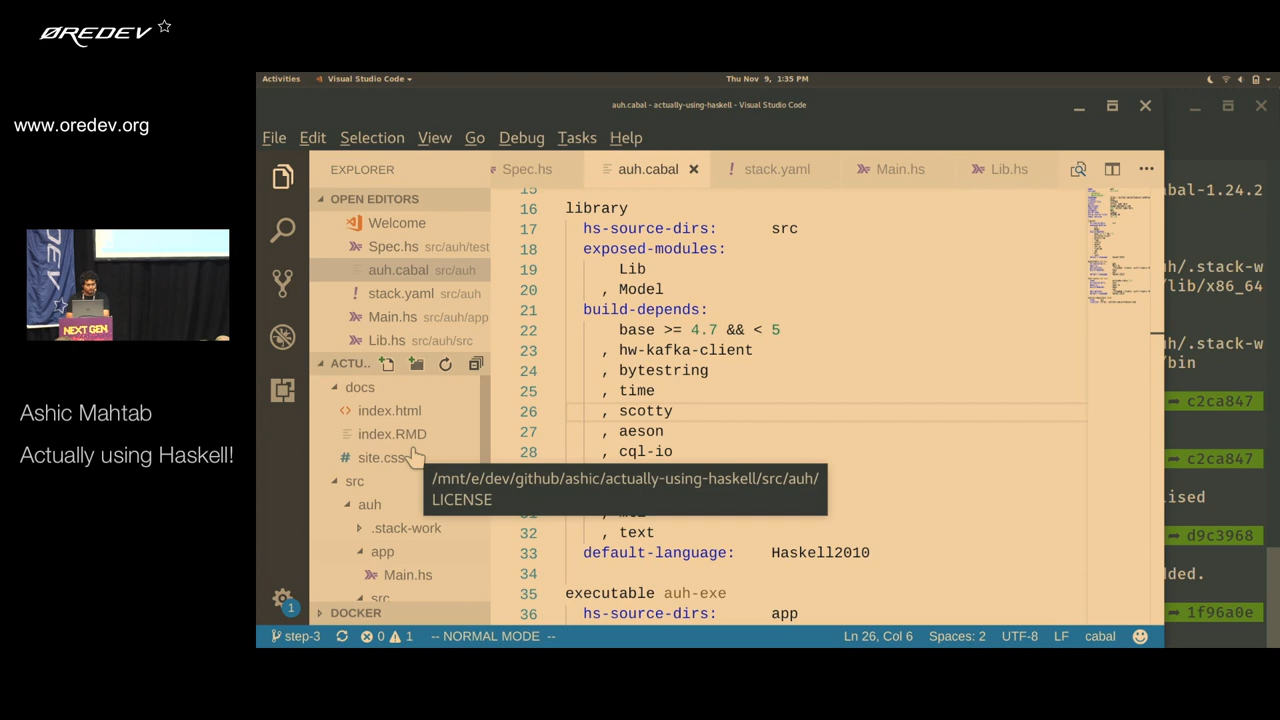 ØREDEV
www.oredev.org
NEXT GEN
Ashic Mahtab
Actually using Haskell!
Activities Visual Studio Code Thu Nov 9, 1:35 PM
auh.cabal - actually-using-haskell - Visual Studio Code
File Edit Selection View Go Debug Tasks Help
EXPLORER
Spec.hs auh.cabal stack.yaml Main.hs Lib.hs
OPEN EDITORS
Welcome
Spec.hs src/auh/test
auh.cabal src/auh
stack.yaml src/auh
Main.hs src/auh/app
Lib.hs src/auh/src
ACTU..
docs
index.html
index.RMD
site.css
src
auh
.stack-work
app
Main.hs
src
DOCKER
15
16 library
17 hs-source-dirs: src
18 exposed-modules:
19 Lib
20 , Model
21 build-depends:
22 base >= 4.7 && < 5
23 , hw-kafka-client
24 , bytestring
25 , time
26 , scotty
27 , aeson
28 , cql-io
/mnt/e/dev/github/ashic/actually-using-haskell/src/auh/
LICENSE
32 , text
33 default-language: Haskell2010
34
35 executable auh-exe
36 hs-source-dirs: app
bal-1.24.2
h/.stack-w
/lib/x86_64
h/.stack-w
bin
c2ca847
c2ca847
ised
d9c3968
ded.
1f96a0e
1
step-3 0 1 -- NORMAL MODE -- Ln 26, Col 6 Spaces: 2 UTF-8 LF cabal